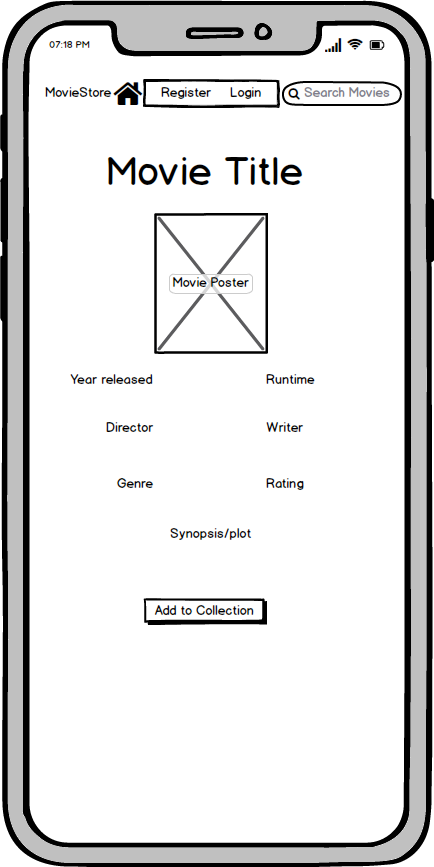 07:18 PM
MovieStore Register Login Search Movies
Movie Title
Movie Poster
Year released Runtime
Director Writer
Genre Rating
Synopsis/plot
Add to Collection